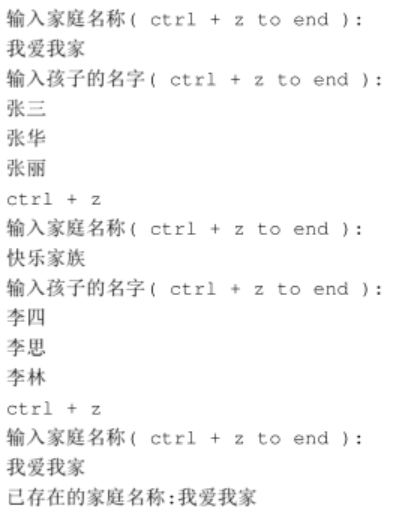 输入家庭名称( ctrl + z to end ):
我爱我家
输入孩子的名字( ctrl + z to end ):
张三
张华
张丽
ctrl + z
输入家庭名称( ctrl + z to end ):
快乐家族
输入孩子的名字( ctrl + z to end ):
李四
李思
李林
ctrl + z
输入家庭名称( ctrl + z to end ):
我爱我家
已存在的家庭名称:我爱我家